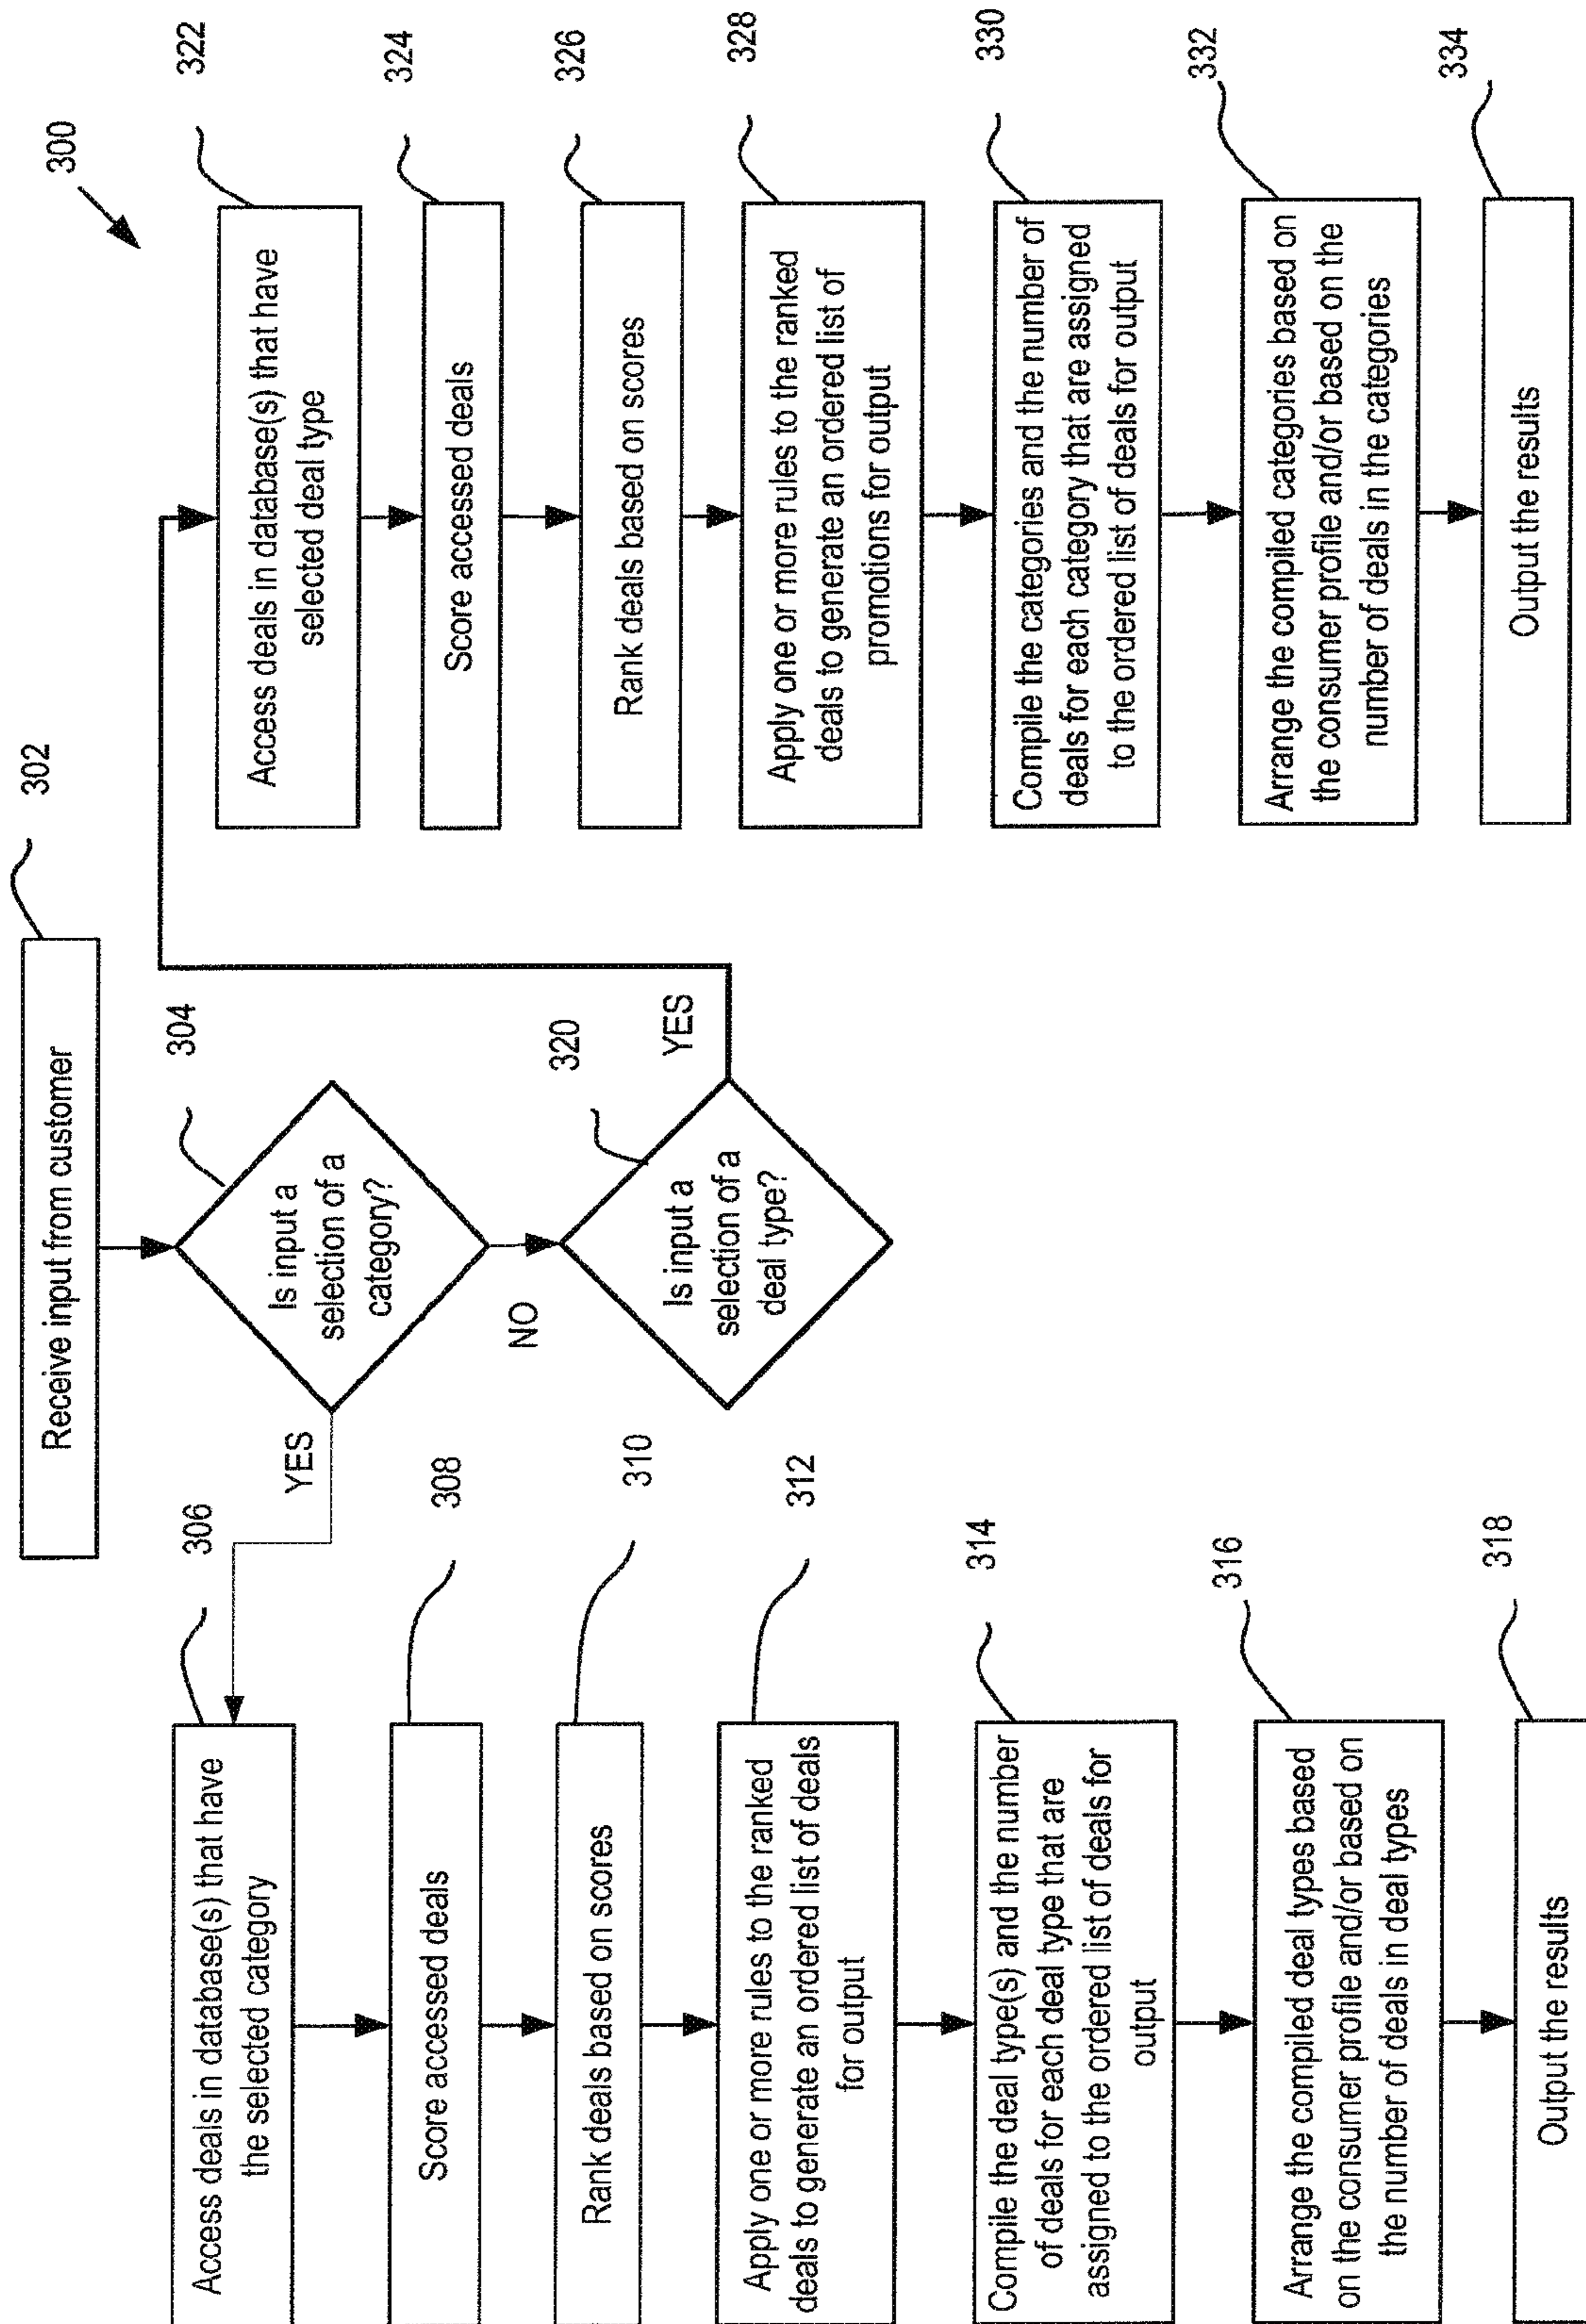 300
302
Receive input from customer
304
Is input a
selection of a
category?
YES
NO
320
Is input a
selection of a
deal type?
YES
306
Access deals in database(s) that have
the selected category
308
Score accessed deals
310
Rank deals based on scores
312
Apply one or more rules to the ranked
deals to generate an ordered list of deals
for output
314
Compile the deal type(s) and the number
of deals for each deal type that are
assigned to the ordered list of deals for
output
316
Arrange the compiled deal types based
on the consumer profile and/or based on
the number of deals in deal types
318
Output the results
322
Access deals in database(s) that have
selected deal type
324
Score accessed deals
326
Rank deals based on scores
328
Apply one or more rules to the ranked
deals to generate an ordered list of
promotions for output
330
Compile the categories and the number of
deals for each category that are assigned
to the ordered list of deals for output
332
Arrange the compiled categories based on
the consumer profile and/or based on the
number of deals in the categories
334
Output the results